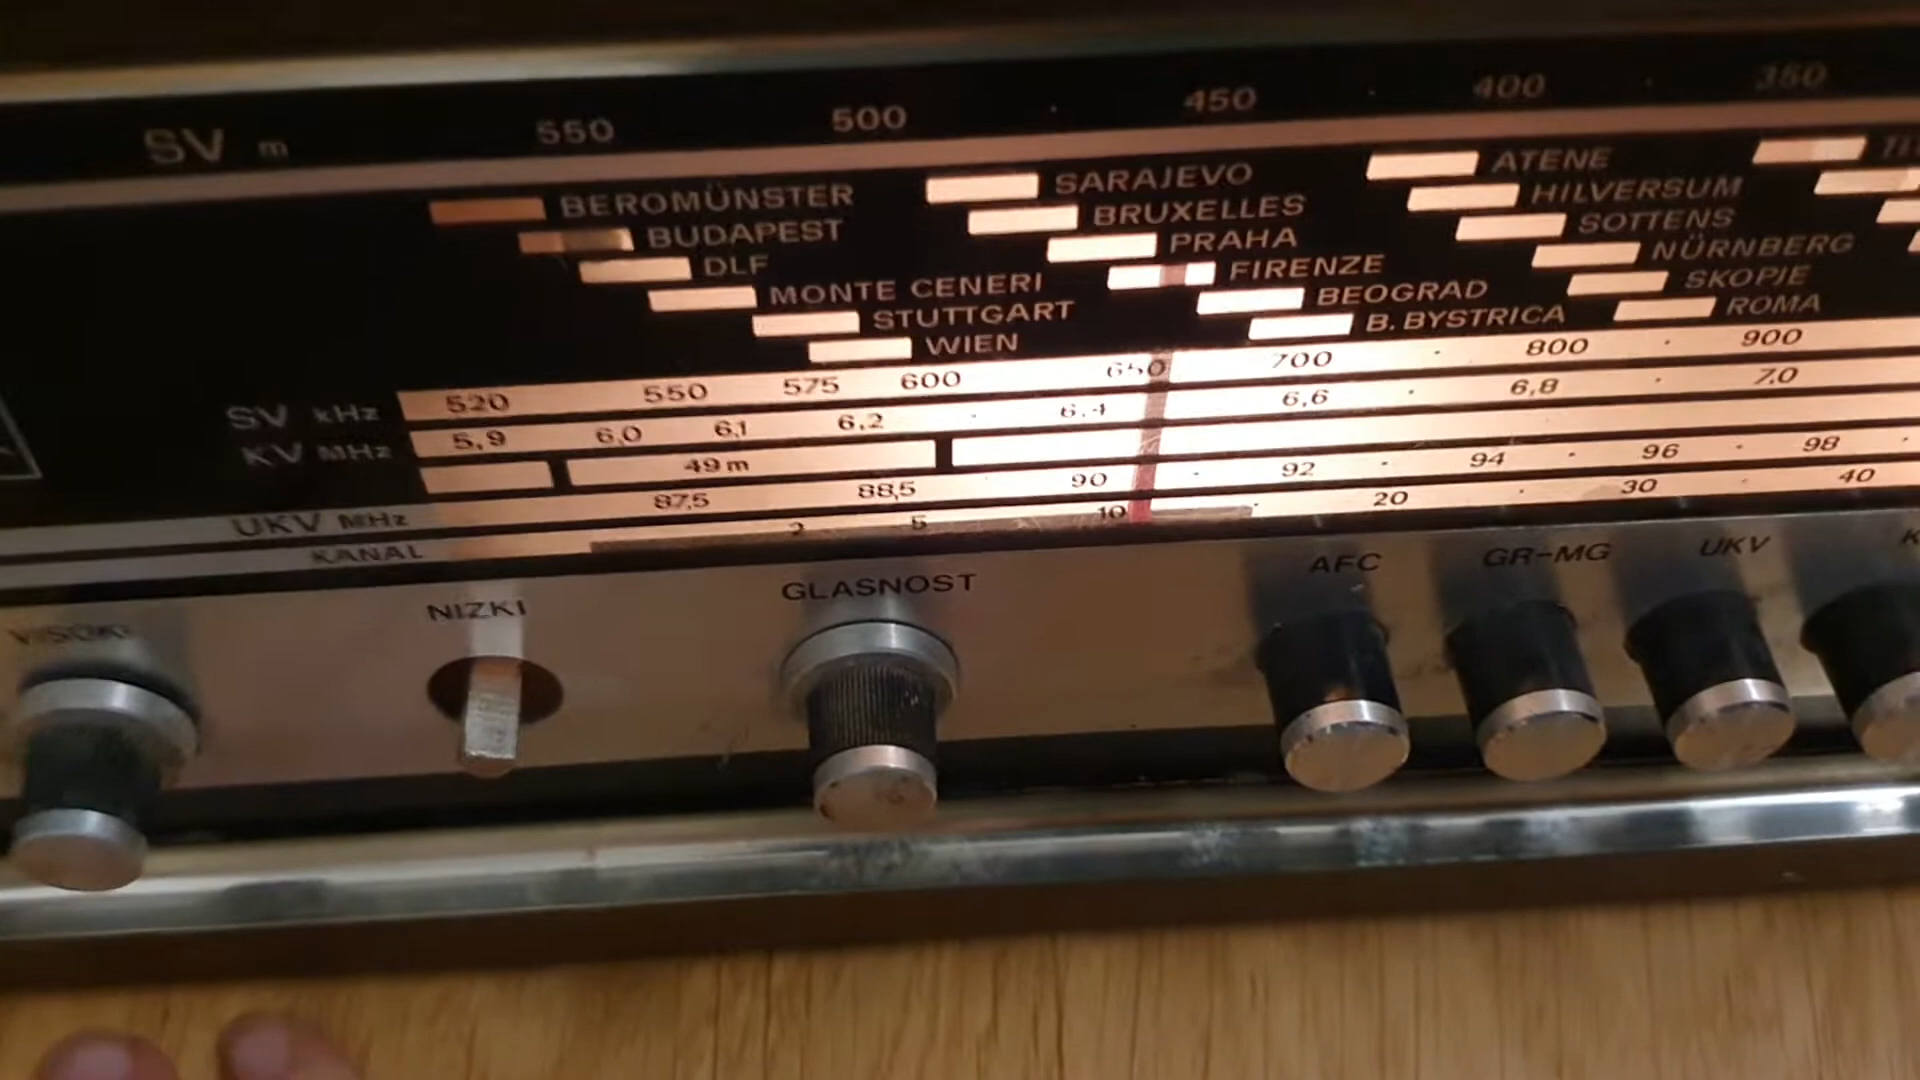 SV m 550 500 450 400 350
BEROMÜNSTER SARAJEVO ATENE
BUDAPEST BRUXELLES HILVERSUM
DLF PRAHA SOTTENS
MONTE CENERI FIRENZE NÜRNBERG
STUTTGART BEOGRAD SKOPJE
WIEN B. BYSTRICA ROMA
SV kHz 520 550 575 600 650 700 800 900
KV MHz 5,9 6,0 6,1 6,2 6,4 6,6 6,8 7,0
49 m
UKV MHz 87,5 88,5 90 92 94 96 98
KANAL 2 5 10 20 30 40
VISOKI NIZKI GLASNOST AFC GR-MG UKV